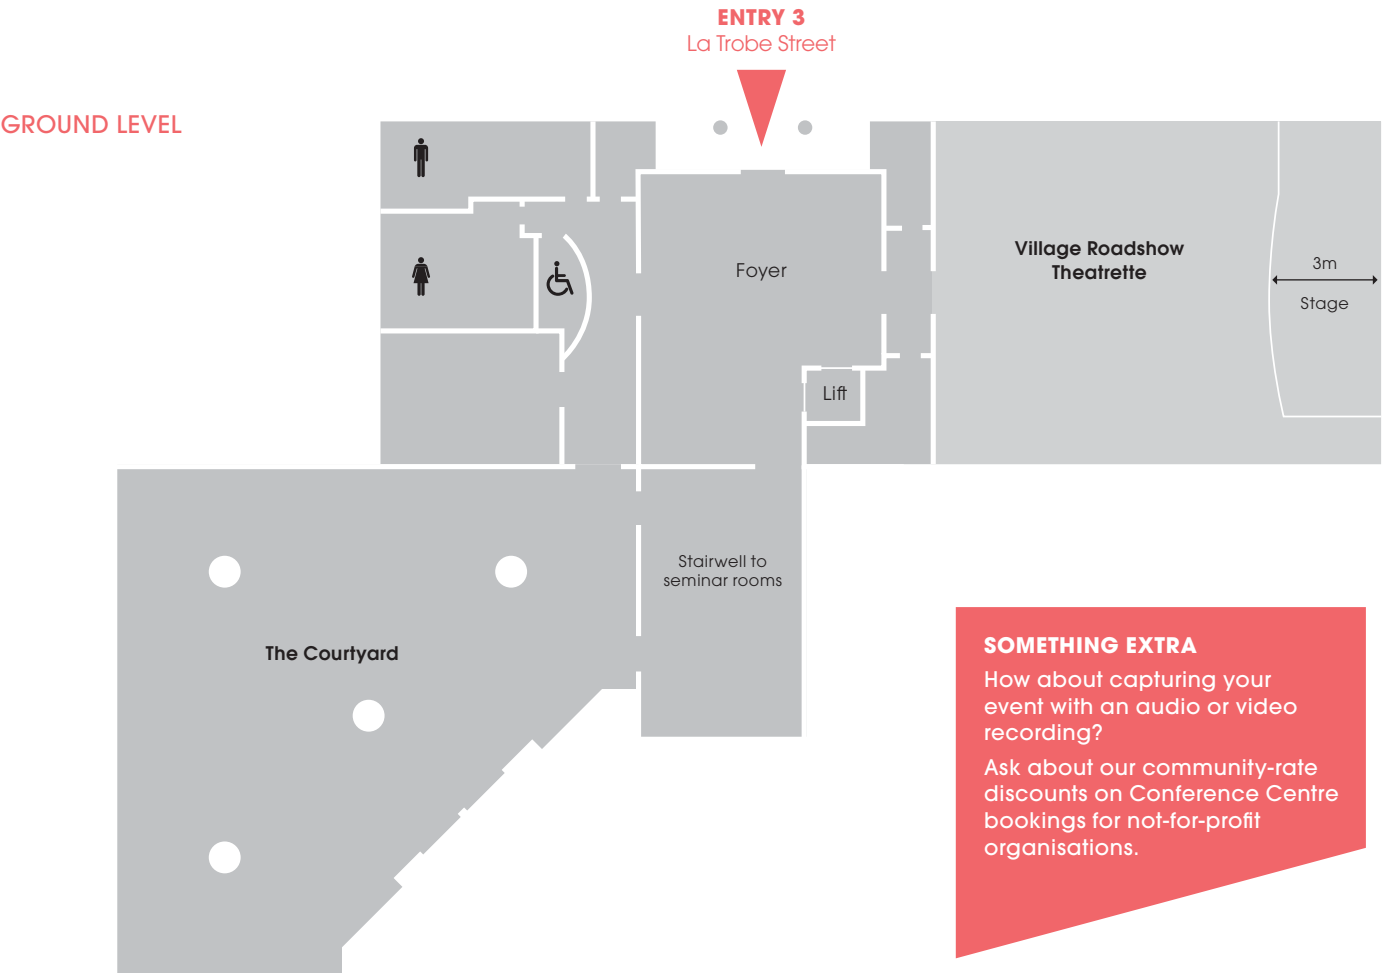 ENTRY 3
La Trobe Street
GROUND LEVEL
Village Roadshow
Theatrette
Foyer
3m
Stage
Lift
Stairwell to
seminar rooms
The Courtyard
SOMETHING EXTRA
How about capturing your
event with an audio or video
recording?
Ask about our community-rate
discounts on Conference Centre
bookings for not-for-profit
organisations.